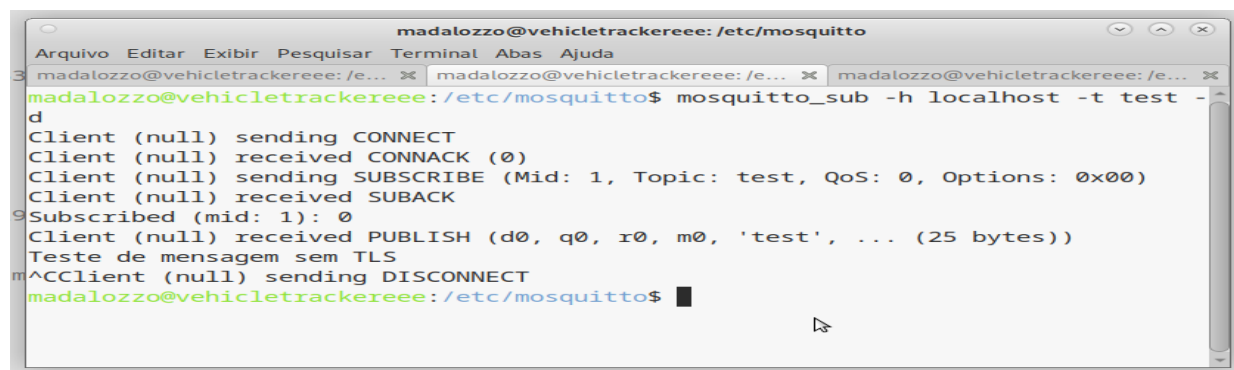 madalozzo@vehicletrackereee: /etc/mosquitto
Arquivo Editar Exibir Pesquisar Terminal Abas Ajuda
3
madalozzo@vehicletrackereee: /e... madalozzo@vehicletrackereee: /e... madalozzo@vehicletrackereee: /e...
madalozzo@vehicletrackereee:/etc/mosquitto$ mosquitto_sub -h localhost -t test -
d
Client (null) sending CONNECT
Client (null) received CONNACK (0)
Client (null) sending SUBSCRIBE (Mid: 1, Topic: test, QoS: 0, Options: 0x00)
Client (null) received SUBACK
9
Subscribed (mid: 1): 0
Client (null) received PUBLISH (d0, q0, r0, m0, 'test', ... (25 bytes))
Teste de mensagem sem TLS
m
^CClient (null) sending DISCONNECT
madalozzo@vehicletrackereee:/etc/mosquitto$